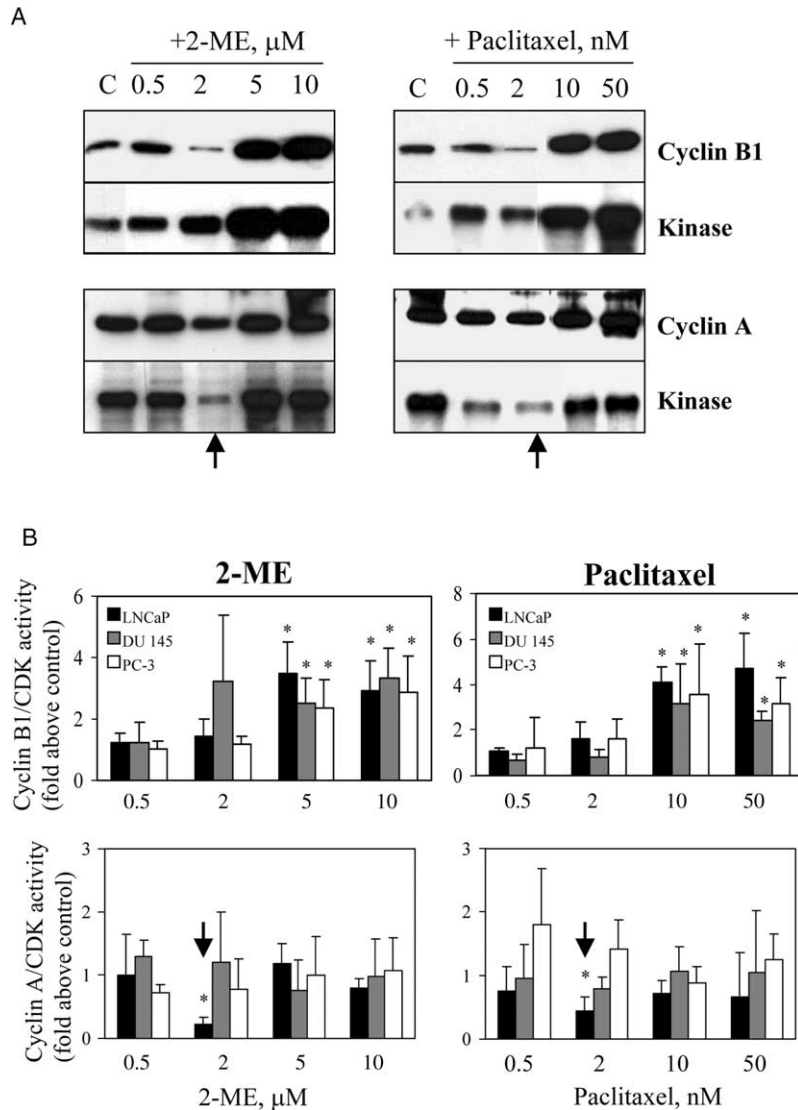 A
+2-ME, μM
C 0.5 2 5 10
+ Paclitaxel, nM
C 0.5 2 10 50
Cyclin B1
Kinase
Cyclin A
Kinase
B
2-ME
Cyclin B1/CDK activity
(fold above control)
6
4
2
0
LNCaP
DU 145
PC-3
* * *
* * *
0.5 2 5 10
Paclitaxel
8
6
4
2
0
LNCaP
DU 145
PC-3
* * *
* * *
0.5 2 10 50
Cyclin A/CDK activity
(fold above control)
3
2
1
0
*
0.5 2 5 10
2-ME, μM
3
2
1
0
*
0.5 2 10 50
Paclitaxel, nM